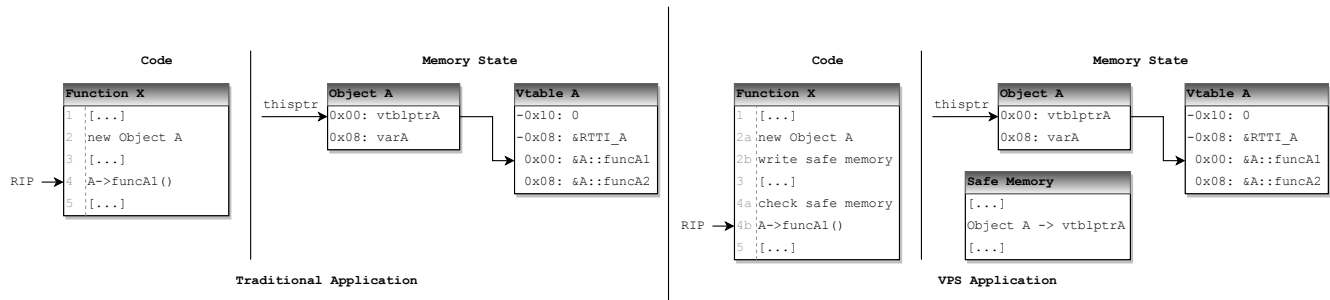 Code
Memory State
Function X
1 [...]
2 new Object A
3 [...]
RIP 4 A->funcA1()
5 [...]
thisptr
Object A
0x00: vtblptrA
0x08: varA
Vtable A
-0x10: 0
-0x08: &RTTI_A
0x00: &A::funcA1
0x08: &A::funcA2
Traditional Application
Code
Memory State
Function X
1 [...]
2a new Object A
2b write safe memory
3 [...]
4a check safe memory
RIP 4b A->funcA1()
5 [...]
thisptr
Object A
0x00: vtblptrA
0x08: varA
Safe Memory
[...]
Object A -> vtblptrA
[...]
Vtable A
-0x10: 0
-0x08: &RTTI_A
0x00: &A::funcA1
0x08: &A::funcA2
VPS Application